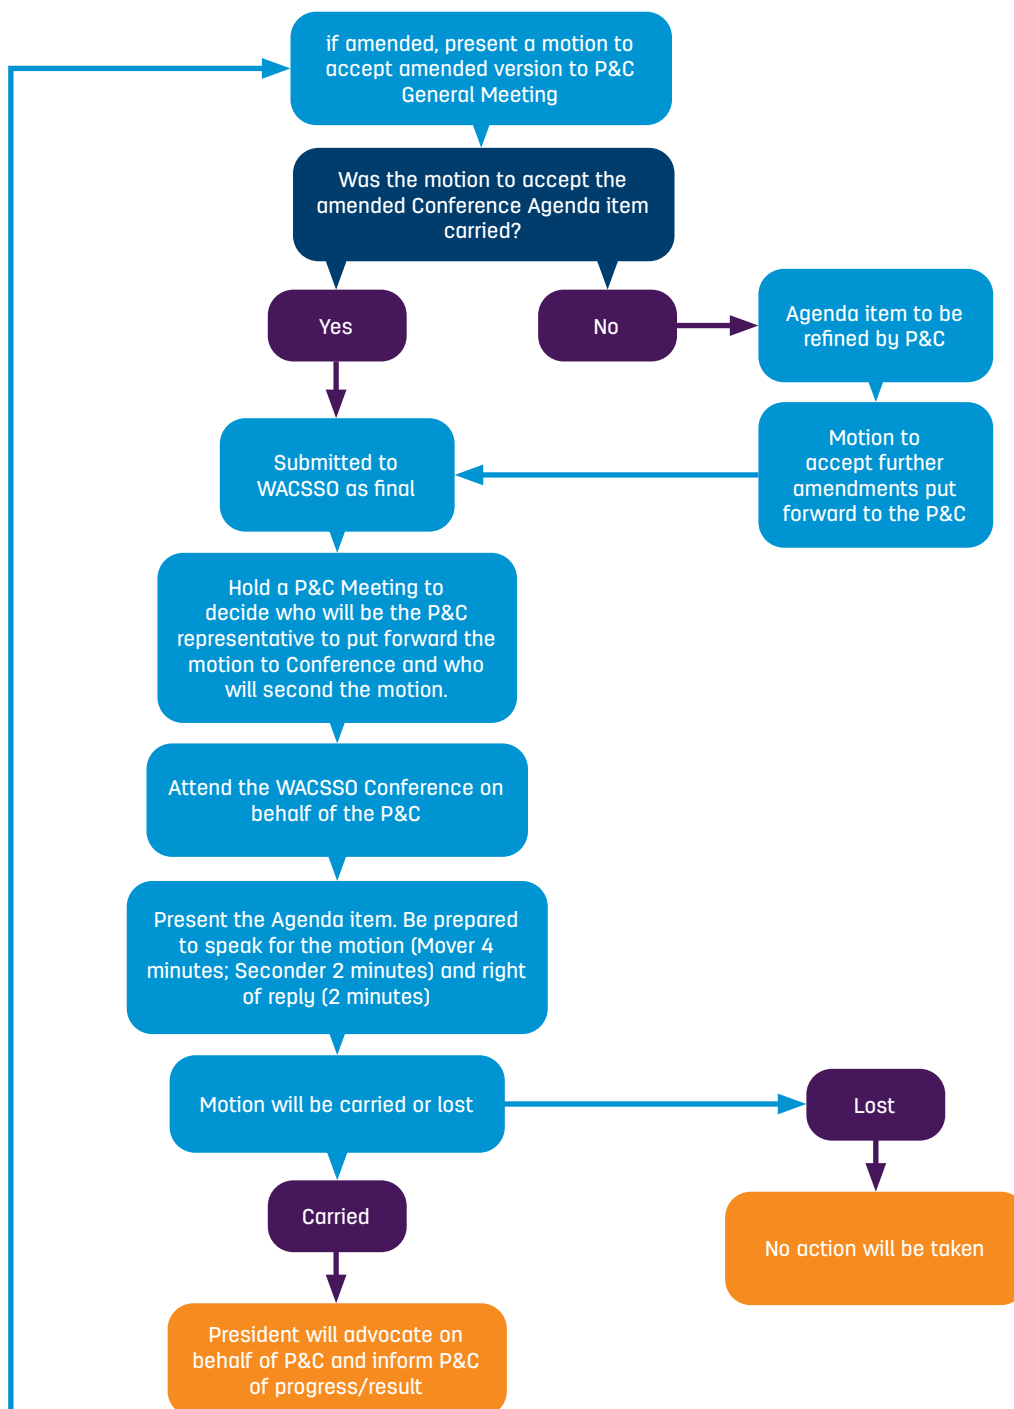 if amended, present a motion to
accept amended version to P&C
General Meeting
Was the motion to accept the
amended Conference Agenda item
carried?
Yes
No
Agenda item to be
refined by P&C
Motion to
accept further
amendments put
forward to the P&C
Submitted to
WACSSO as final
Hold a P&C Meeting to
decide who will be the P&C
representative to put forward the
motion to Conference and who
will second the motion.
Attend the WACSSO Conference on
behalf of the P&C
Present the Agenda item. Be prepared
to speak for the motion (Mover 4
minutes; Seconder 2 minutes) and right
of reply (2 minutes)
Motion will be carried or lost
Lost
Carried
No action will be taken
President will advocate on
behalf of P&C and inform P&C
of progress/result